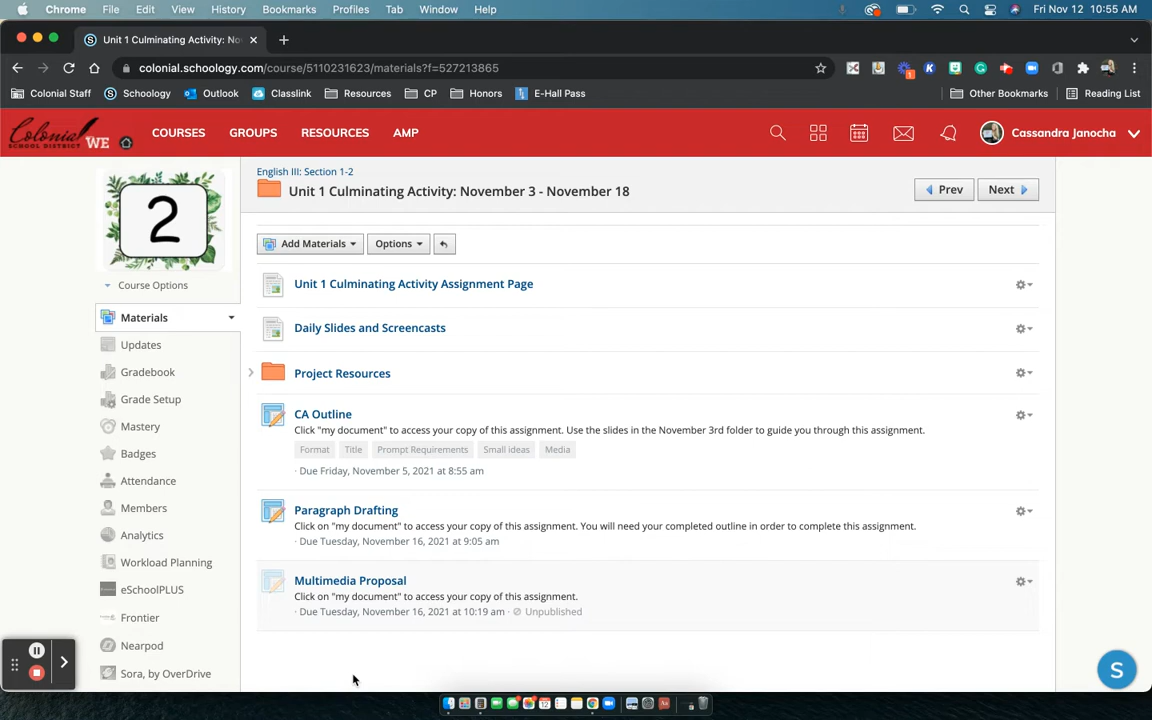 Chrome File Edit View History Bookmarks Profiles Tab Window Help Fri Nov 12 10:55 AM
Unit 1 Culminating Activity: No
colonial.schoology.com/course/5110231623/materials?f=527213865
Colonial Staff Schoology Outlook Classlink Resources CP Honors E-Hall Pass Other Bookmarks Reading List
Colonial SCHOOL DISTRICT WE COURSES GROUPS RESOURCES AMP Cassandra Janocha
2
English III: Section 1-2
Unit 1 Culminating Activity: November 3 - November 18
Prev Next
Add Materials Options
Course Options
Materials
Updates
Gradebook
Grade Setup
Mastery
Badges
Attendance
Members
Analytics
Workload Planning
eSchoolPLUS
Frontier
Nearpod
Sora, by OverDrive
Unit 1 Culminating Activity Assignment Page
Daily Slides and Screencasts
Project Resources
CA Outline
Click "my document" to access your copy of this assignment. Use the slides in the November 3rd folder to guide you through this assignment.
Format Title Prompt Requirements Small ideas Media
· Due Friday, November 5, 2021 at 8:55 am
Paragraph Drafting
Click on "my document" to access your copy of this assignment. You will need your completed outline in order to complete this assignment.
· Due Tuesday, November 16, 2021 at 9:05 am
Multimedia Proposal
Click on "my document" to access your copy of this assignment.
· Due Tuesday, November 16, 2021 at 10:19 am · Unpublished
S